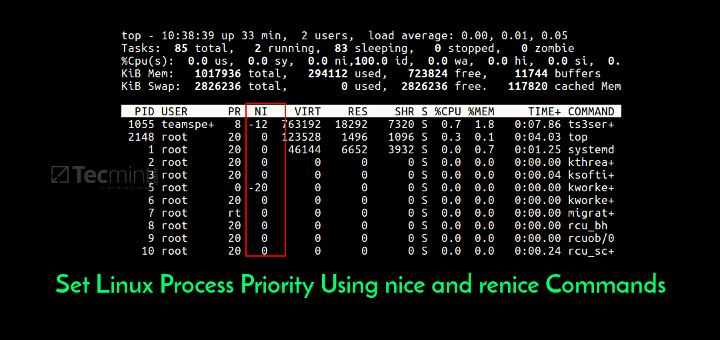 top - 10:38:39 up 33 min,  2 users,  load average: 0.00, 0.01, 0.05
Tasks:  85 total,   2 running,  83 sleeping,   0 stopped,   0 zombie
%Cpu(s):  0.0 us,  0.0 sy,  0.0 ni,100.0 id,  0.0 wa,  0.0 hi,  0.0 si,  0.
KiB Mem:   1017936 total,   294112 used,   723824 free,    11744 buffers
KiB Swap:  2826236 total,        0 used,  2826236 free.   117820 cached Mem
PID USER PR NI VIRT RES SHR S %CPU %MEM TIME+ COMMAND
1055 teamspe+ 8 -12 763192 18292 7320 S 0.7 1.8 0:07.86 ts3ser+
2148 root 20 0 123528 1496 1096 S 0.3 0.1 0:04.03 top
1 root 20 0 46144 6652 3932 S 0.0 0.7 0:01.25 systemd
2 root 20 0 0 0 0 S 0.0 0.0 0:00.00 kthrea+
3 root 20 0 0 0 0 S 0.0 0.0 0:00.04 ksofti+
5 root 0 -20 0 0 0 S 0.0 0.0 0:00.00 kworke+
6 root 20 0 0 0 0 S 0.0 0.0 0:00.00 kworke+
7 root rt 0 0 0 0 S 0.0 0.0 0:00.00 migrat+
8 root 20 0 0 0 0 S 0.0 0.0 0:00.00 rcu_bh
9 root 20 0 0 0 0 S 0.0 0.0 0:00.00 rcuob/0
10 root 20 0 0 0 0 S 0.0 0.0 0:00.24 rcu_sc+
Tecmin
Set Linux Process Priority Using nice and renice Commands